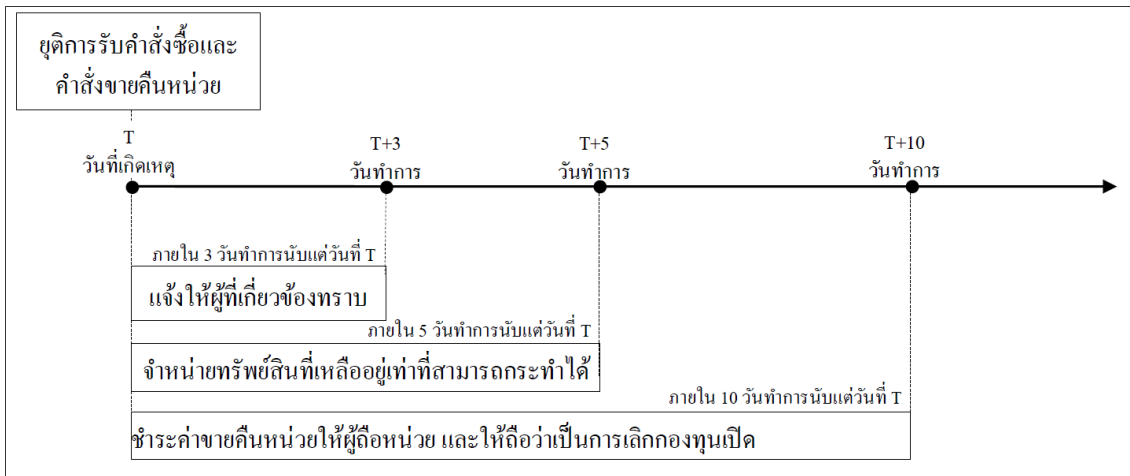 ยุติการรับคำสั่งซื้อและ
คำสั่งขายคืนหน่วย
T
วันที่เกิดเหตุ
T+3
วันทำการ
T+5
วันทำการ
T+10
วันทำการ
ภายใน 3 วันทำการนับแต่วันที่ T
แจ้งให้ผู้ที่เกี่ยวข้องทราบ
ภายใน 5 วันทำการนับแต่วันที่ T
จำหน่ายทรัพย์สินที่เหลืออยู่เท่าที่สามารถกระทำได้
ภายใน 10 วันทำการนับแต่วันที่ T
ชำระค่าขายคืนหน่วยให้ผู้ถือหน่วย และให้ถือว่าเป็นการเลิกกองทุนเปิด